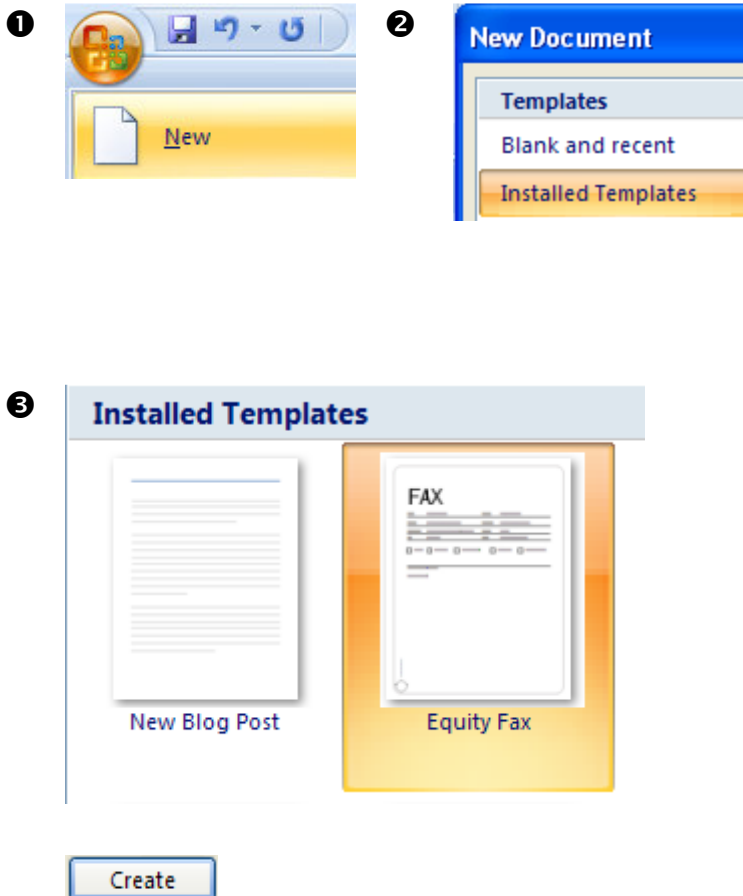 ❶
New
❷
New Document
Templates
Blank and recent
Installed Templates
❸
Installed Templates
FAX
New Blog Post
Equity Fax
Create